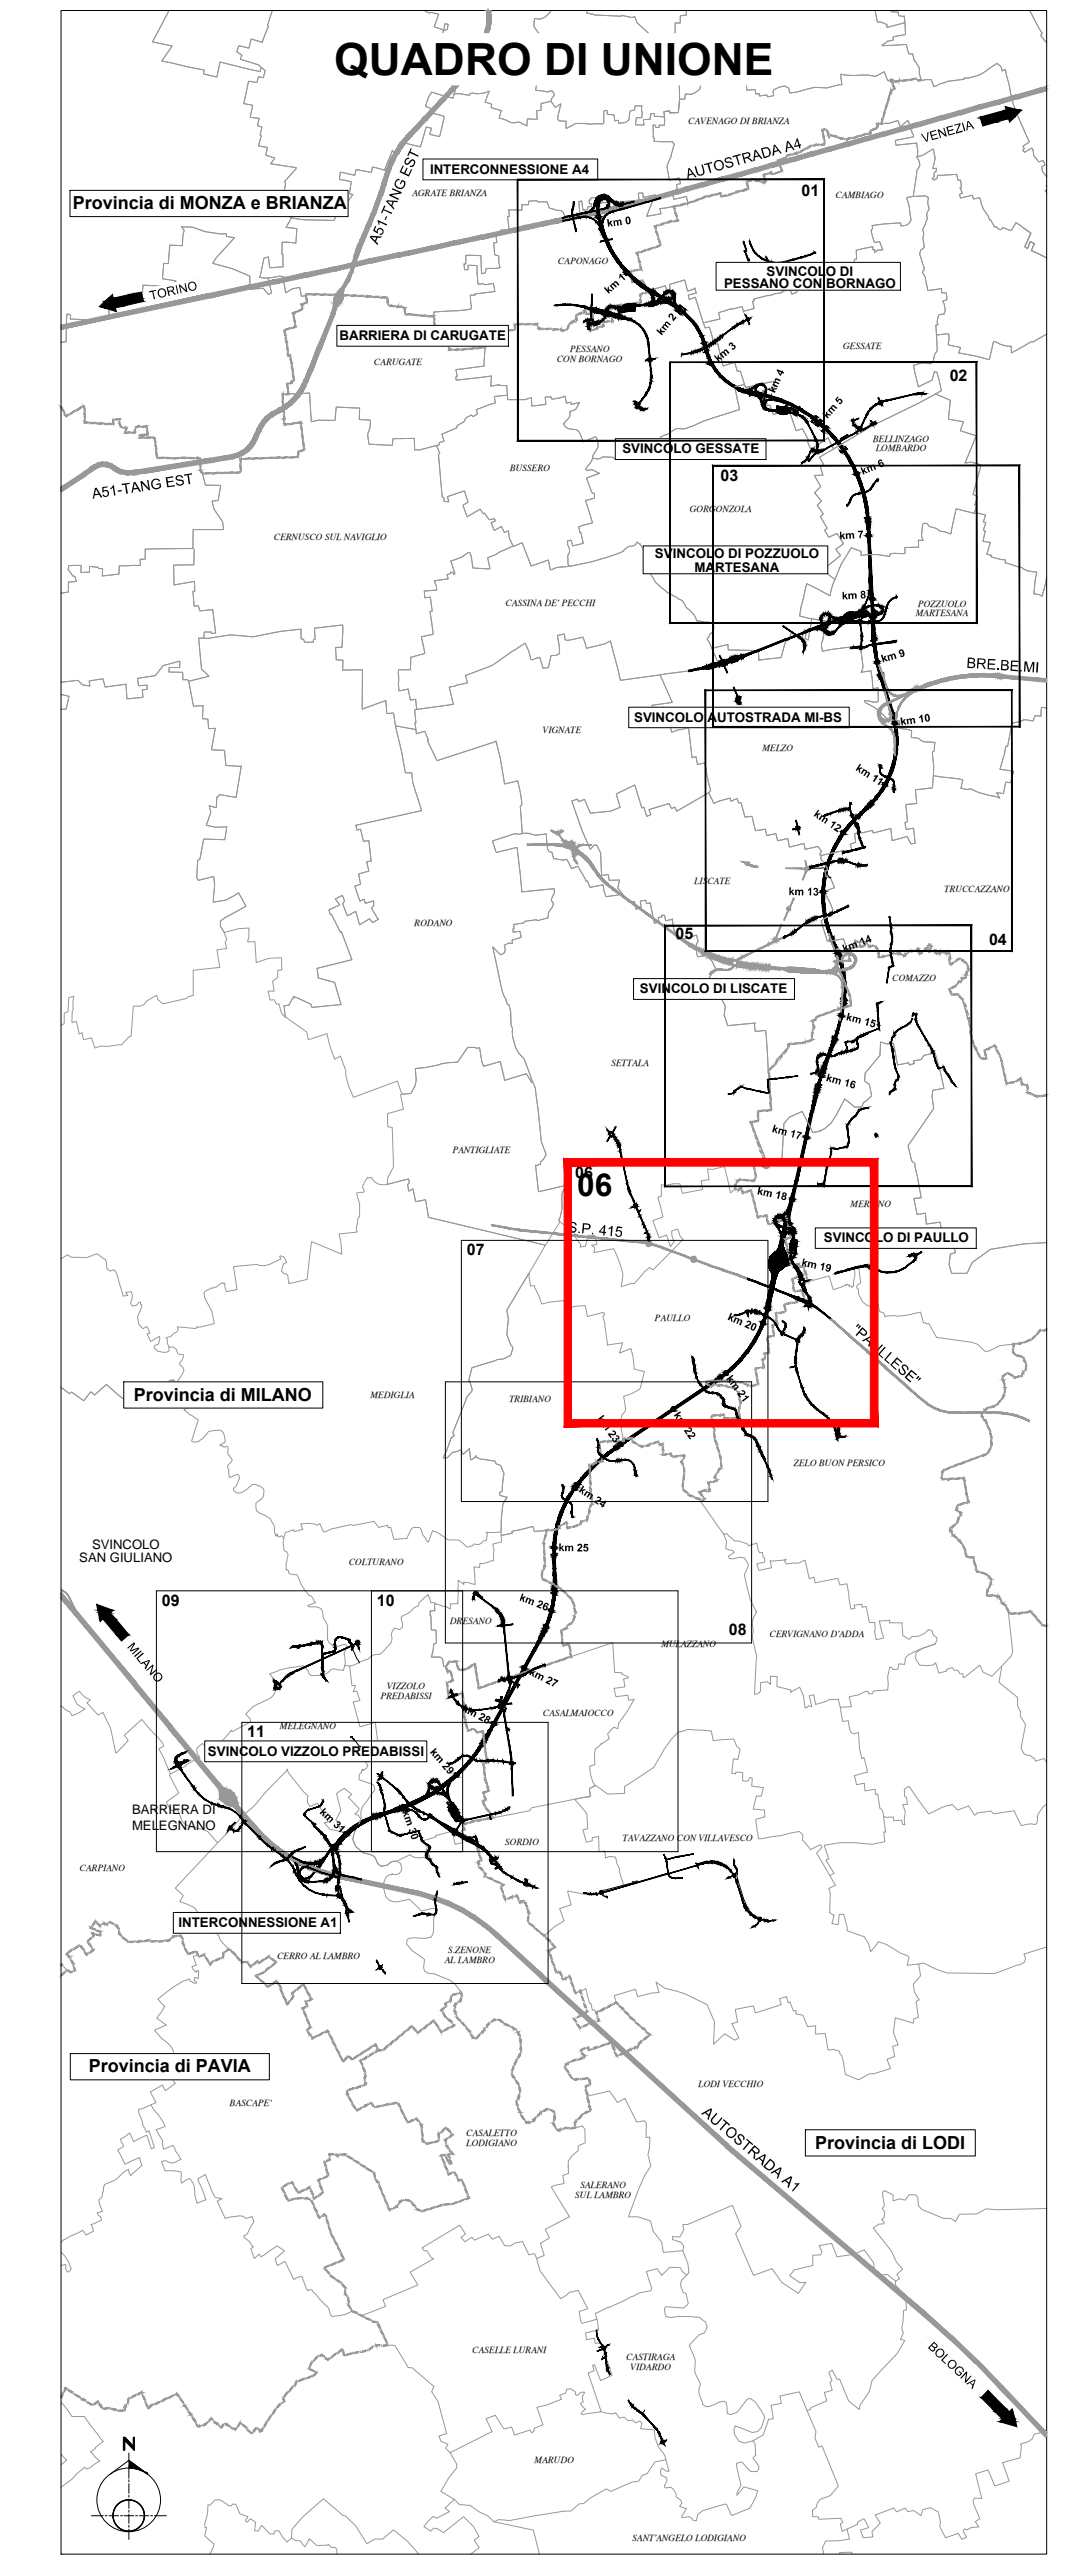 QUADRO DI UNIONE
CAVENAGO DI BRIANZA
VENEZIA
AUTOSTRADA A4
INTERCONNESSIONE A4
AGRATE BRIANZA
01
CAMBIAGO
Provincia di MONZA e BRIANZA
A51-TANG EST
km 0
CAPONAGO
SVINCOLO DI
PESSANO CON BORNAGO
km 1
TORINO
km 2
BARRIERA DI CARUGATE
CARUGATE
PESSANO
CON BORNAGO
km 3
GESSATE
02
km 4
km 5
SVINCOLO GESSATE
BELLINZAGO
LOMBARDO
BUSSERO
km 6
03
A51-TANG EST
GORGONZOLA
CERNUSCO SUL NAVIGLIO
km 7
SVINCOLO DI POZZUOLO
MARTESANA
km 8
CASSINA DE' PECCHI
POZZUOLO
MARTESANA
km 9
BRE.BE.MI
SVINCOLO AUTOSTRADA MI-BS
km 10
VIGNATE
MELZO
km 11
km 12
LISCATE
km 13
TRUCCAZZANO
RODANO
05
04
km 14
COMAZZO
SVINCOLO DI LISCATE
km 15
SETTALA
km 16
km 17
PANTIGLIATE
06
06
km 18
MERLINO
S.P. 415
SVINCOLO DI PAULLO
07
km 19
PAULLO
km 20
"PAULLESE"
Provincia di MILANO
MEDIGLIA
TRIBIANO
km 21
km 22
km 23
ZELO BUON PERSICO
km 24
SVINCOLO
SAN GIULIANO
km 25
COLTURANO
09
10
km 26
DRESANO
08
CERVIGNANO D'ADDA
MULAZZANO
MILANO
km 27
VIZZOLO
PREDABISSI
km 28
CASALMAIOCCO
MELEGNANO
11
SVINCOLO VIZZOLO PREDABISSI
km 29
BARRIERA DI
MELEGNANO
km 31
km 30
SORDIO
TAVAZZANO CON VILLAVESCO
CARPIANO
INTERCONNESSIONE A1
CERRO AL LAMBRO
S.ZENONE
AL LAMBRO
Provincia di PAVIA
LODI VECCHIO
BASCAPE'
AUTOSTRADA A1
CASALETTO
LODIGIANO
Provincia di LODI
SALERANO
SUL LAMBRO
CASELLE LURANI
CASTIRAGA
VIDARDO
BOLOGNA
N
MARUDO
SANT'ANGELO LODIGIANO